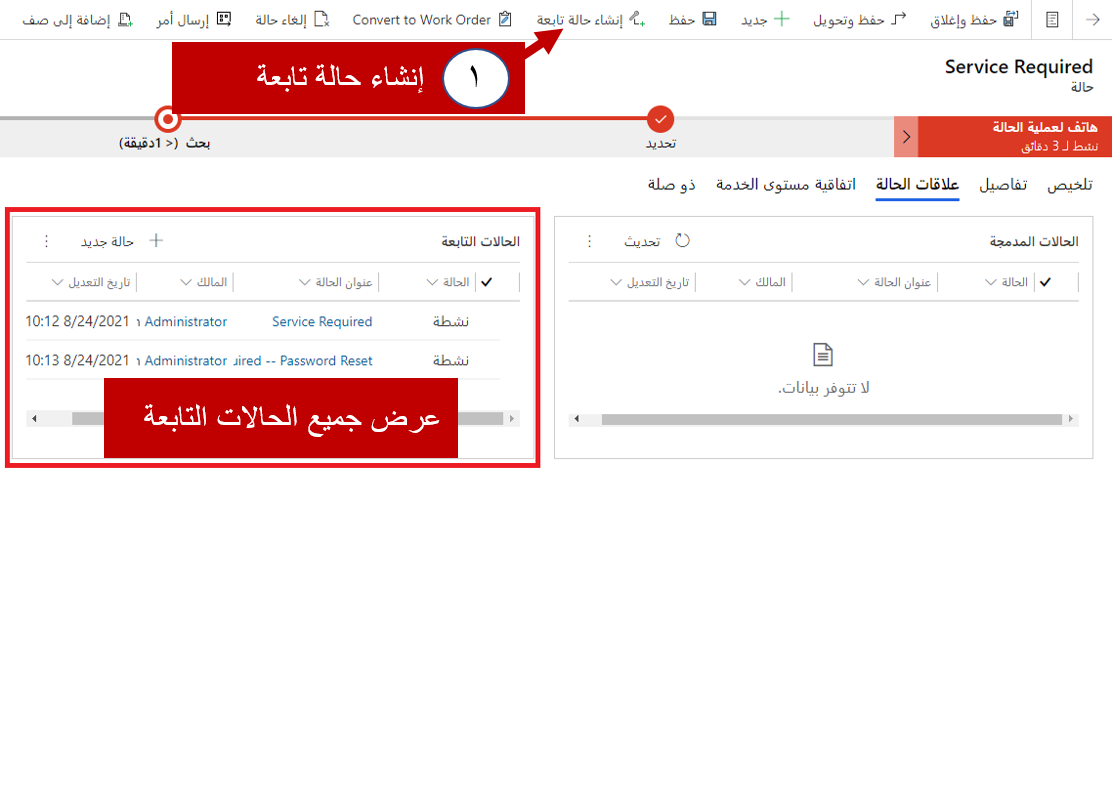 حفظ وإغلاق
حفظ وتحويل
جديد
حفظ
إنشاء حالة تابعة
Convert to Work Order
إلغاء حالة
إرسال أمر
إضافة إلى صف
١ إنشاء حالة تابعة
Service Required
حالة
هاتف لعملية الحالة
نشط لـ 3 دقائق
تحديد
بحث (< 1دقيقة)
تلخيص
تفاصيل
علاقات الحالة
اتفاقية مستوى الخدمة
ذو صلة
الحالات المدمجة
تحديث
الحالة عنوان الحالة المالك تاريخ التعديل
لا تتوفر بيانات.
الحالات التابعة
حالة جديد
الحالة عنوان الحالة المالك تاريخ التعديل
نشطة Service Required Administrator 8/24/2021 10:12
نشطة -- Password Reset Administrator 8/24/2021 10:13
عرض جميع الحالات التابعة